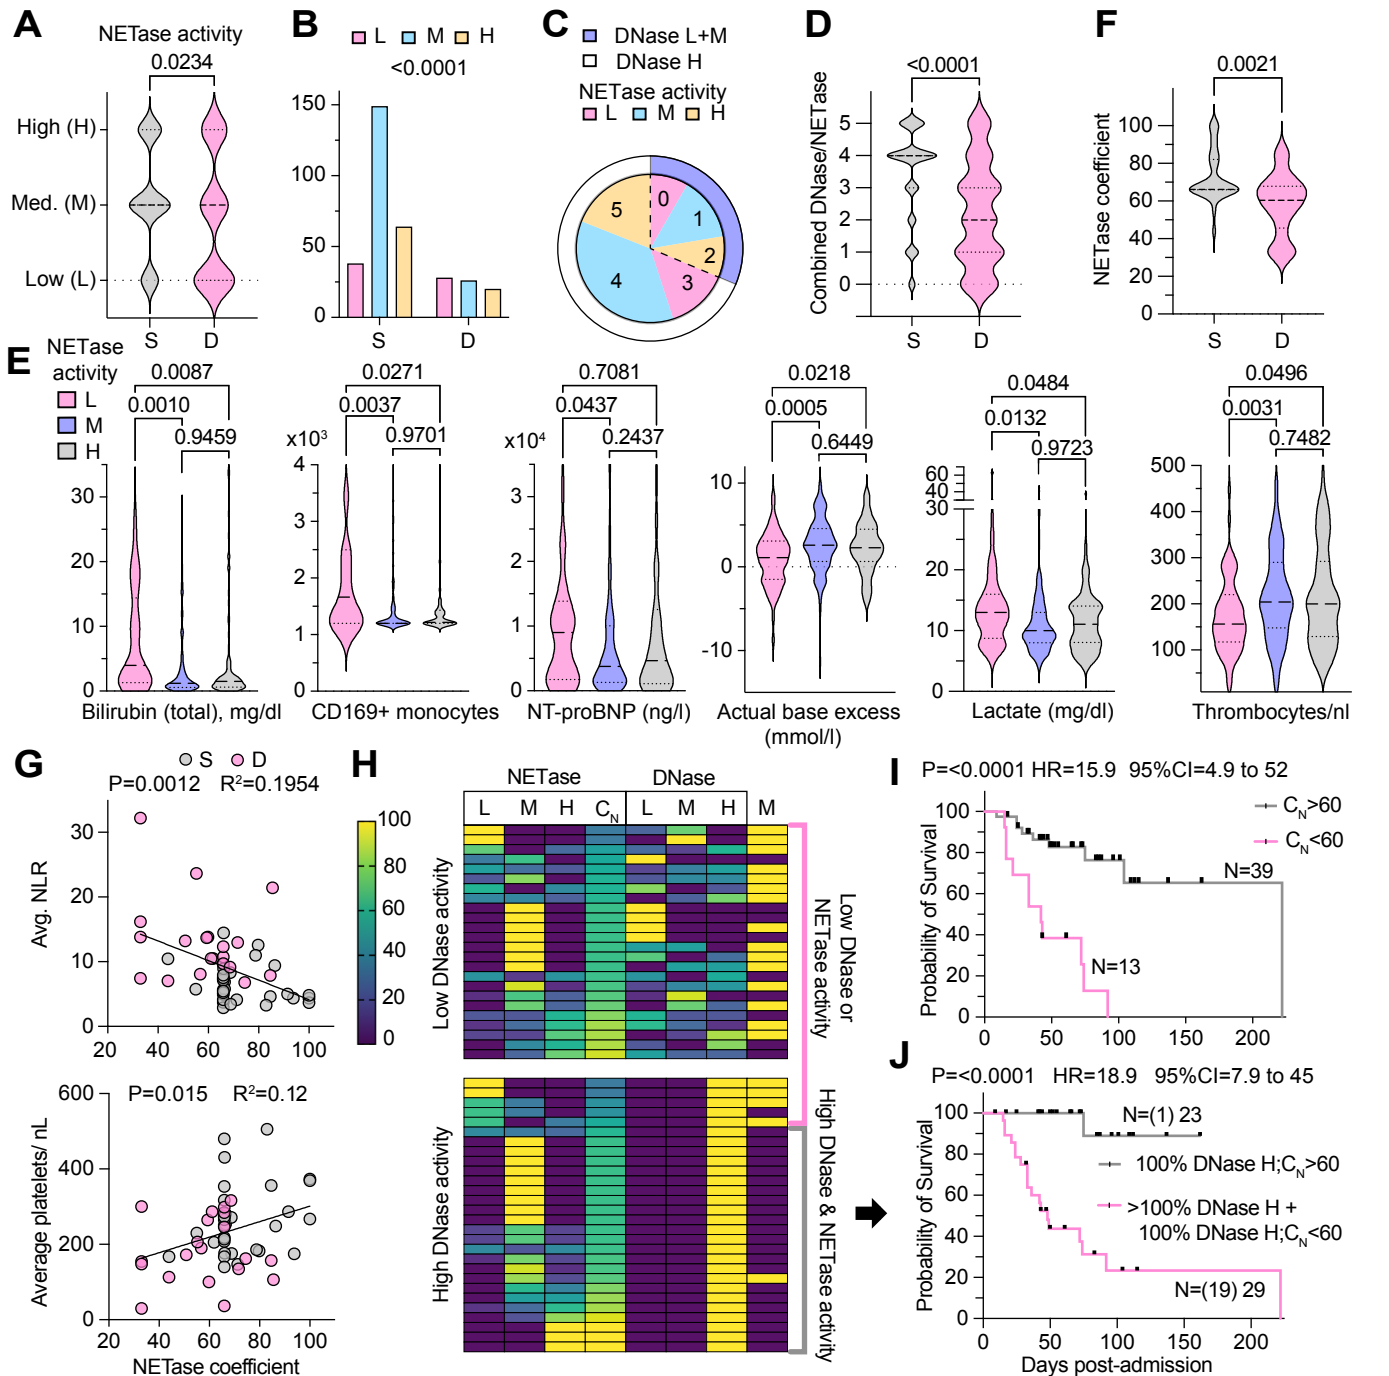 A
NETase activity
0.0234
High (H)
Med. (M)
Low (L)
S
D
B
L
M
H
<0.0001
150
100
50
0
S
D
C
DNase L+M
DNase H
NETase activity
L
M
H
0
1
2
3
4
5
D
<0.0001
Combined DNase/NETase
5
4
3
2
1
0
S
D
F
0.0021
NETase coefficient
100
80
60
40
20
0
S
D
E
NETase
activity
L
M
H
0.0087
0.0010
0.9459
30
20
10
0
Bilirubin (total), mg/dl
0.0271
0.0037
0.9701
x10³
4
3
2
1
0
CD169+ monocytes
0.7081
0.0437
0.2437
x10⁴
3
2
1
0
NT-proBNP (ng/l)
0.0218
0.0005
0.6449
10
0
-10
Actual base excess
(mmol/l)
0.0484
0.0132
0.9723
60
40
30
20
10
0
Lactate (mg/dl)
0.0496
0.0031
0.7482
500
400
300
200
100
Thrombocytes/nl
G
S
D
P=0.0012 R²=0.1954
Avg. NLR
30
20
10
0
20 40 60 80 100
P=0.015 R²=0.12
Average platelets/ nL
600
400
200
0
20 40 60 80 100
NETase coefficient
H
100
80
60
40
20
0
NETase DNase
L M H C_N L M H M
Low DNase activity
High DNase activity
Low DNase or
NETase activity
High DNase & NETase activity
I
P=<0.0001 HR=15.9 95%CI=4.9 to 52
Probability of Survival
100
80
60
40
20
0
C_N>60
C_N<60
N=39
N=13
0 50 100 150 200
J
P=<0.0001 HR=18.9 95%CI=7.9 to 45
Probability of Survival
100
80
60
40
20
0
N=(1) 23
100% DNase H;C_N>60
>100% DNase H +
100% DNase H;C_N<60
N=(19) 29
0 50 100 150 200
Days post-admission